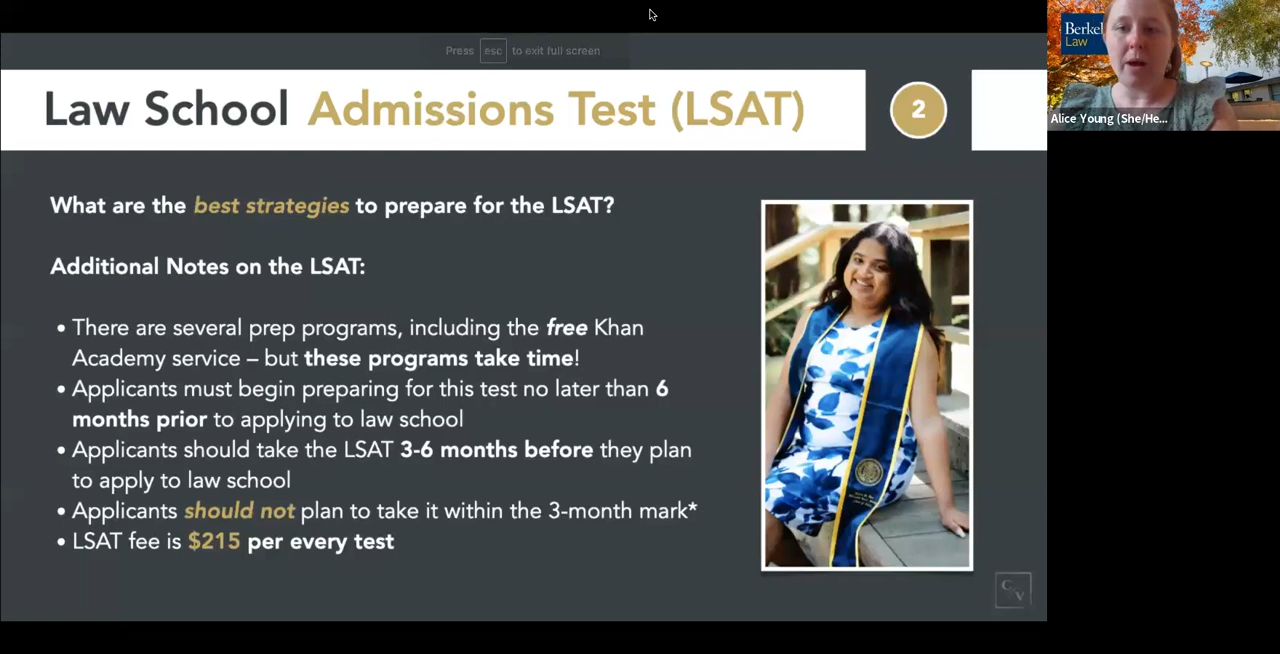 Press esc to exit full screen
Law School Admissions Test (LSAT)
2
Berkel
Law
Alice Young (She/He...
What are the best strategies to prepare for the LSAT?
Additional Notes on the LSAT:
• There are several prep programs, including the free Khan
Academy service – but these programs take time!
• Applicants must begin preparing for this test no later than 6
months prior to applying to law school
• Applicants should take the LSAT 3-6 months before they plan
to apply to law school
• Applicants should not plan to take it within the 3-month mark*
• LSAT fee is $215 per every test
C V